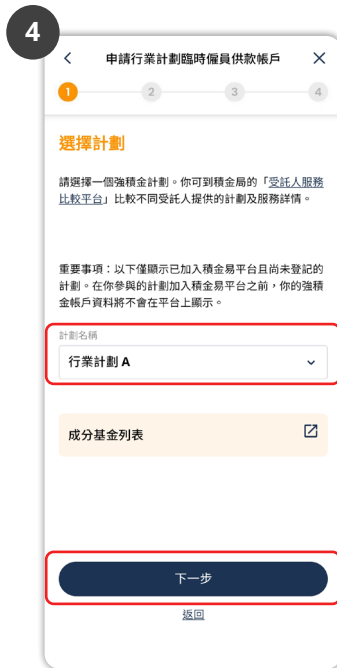 4
申請行業計劃臨時僱員供款帳戶
1 2 3 4
選擇計劃
請選擇一個強積金計劃。你可到積金局的「受託人服務
比較平台」比較不同受託人提供的計劃及服務詳情。
重要事項：以下僅顯示已加入積金易平台且尚未登記的
計劃。在你參與的計劃加入積金易平台之前，你的強積
金帳戶資料將不會在平台上顯示。
計劃名稱
行業計劃 A
成分基金列表
下一步
返回